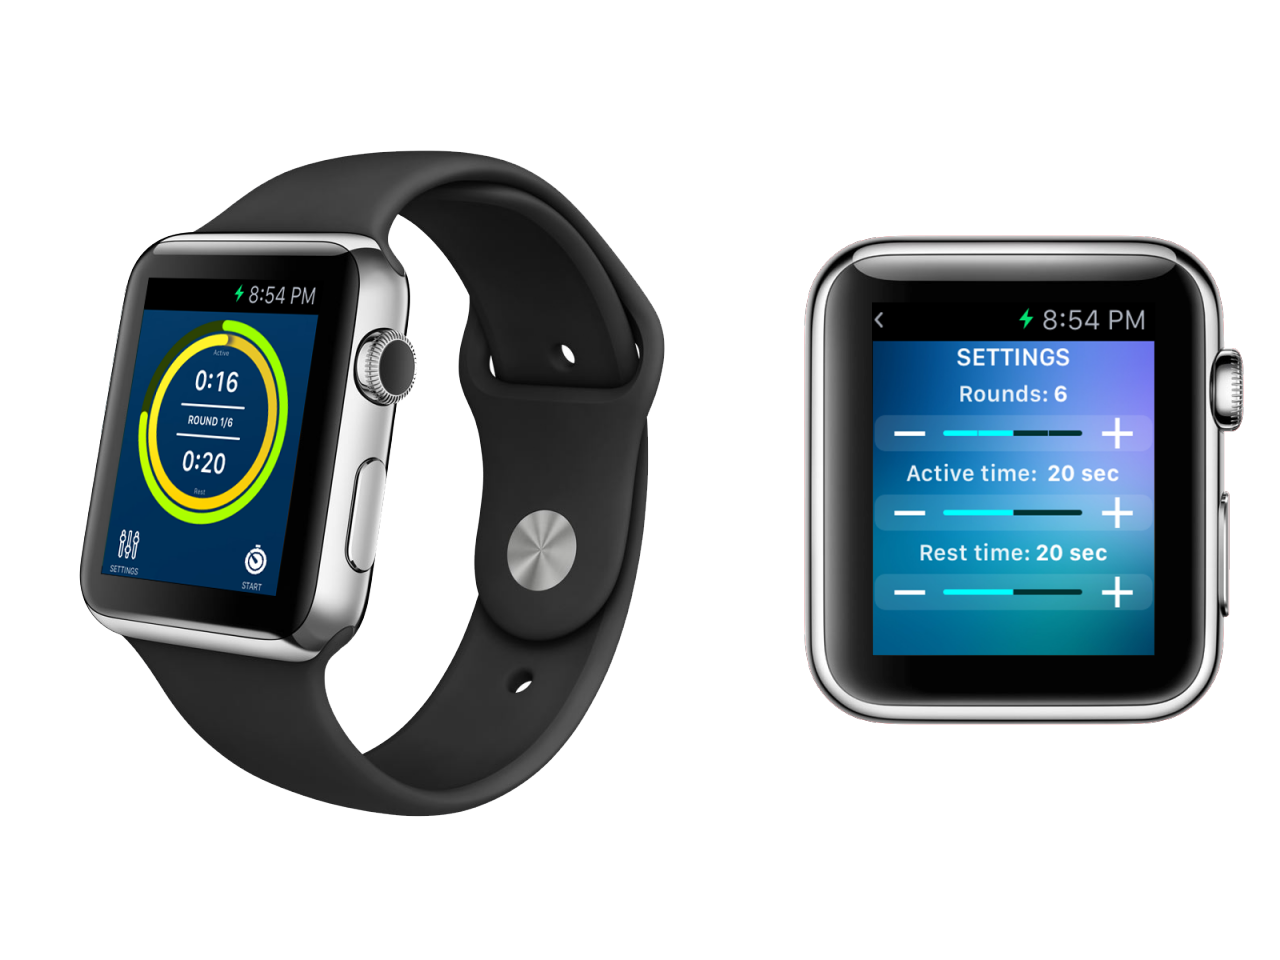 8:54 PM
Active
0:16
ROUND 1/6
0:20
Rest
SETTINGS
START
8:54 PM
SETTINGS
Rounds: 6
Active time: 20 sec
Rest time: 20 sec